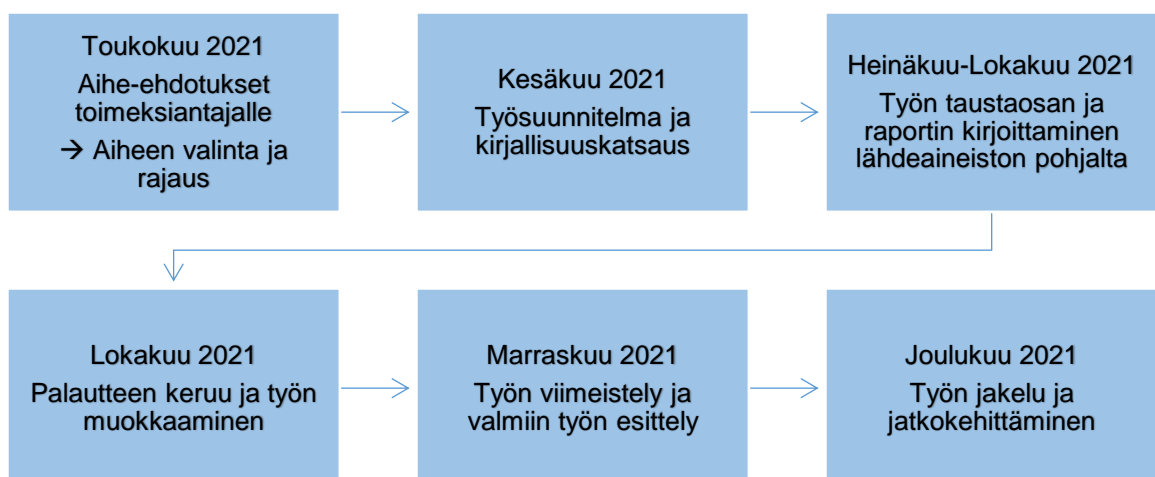 Toukokuu 2021
Aihe-ehdotukset
toimeksiantajalle
→ Aiheen valinta ja
rajaus
Kesäkuu 2021
Työsuunnitelma ja
kirjallisuuskatsaus
Heinäkuu-Lokakuu 2021
Työn taustaosan ja
raportin kirjoittaminen
lähdeaineiston pohjalta
Lokakuu 2021
Palautteen keruu ja työn
muokkaaminen
Marraskuu 2021
Työn viimeistely ja
valmiin työn esittely
Joulukuu 2021
Työn jakelu ja
jatkokehittäminen